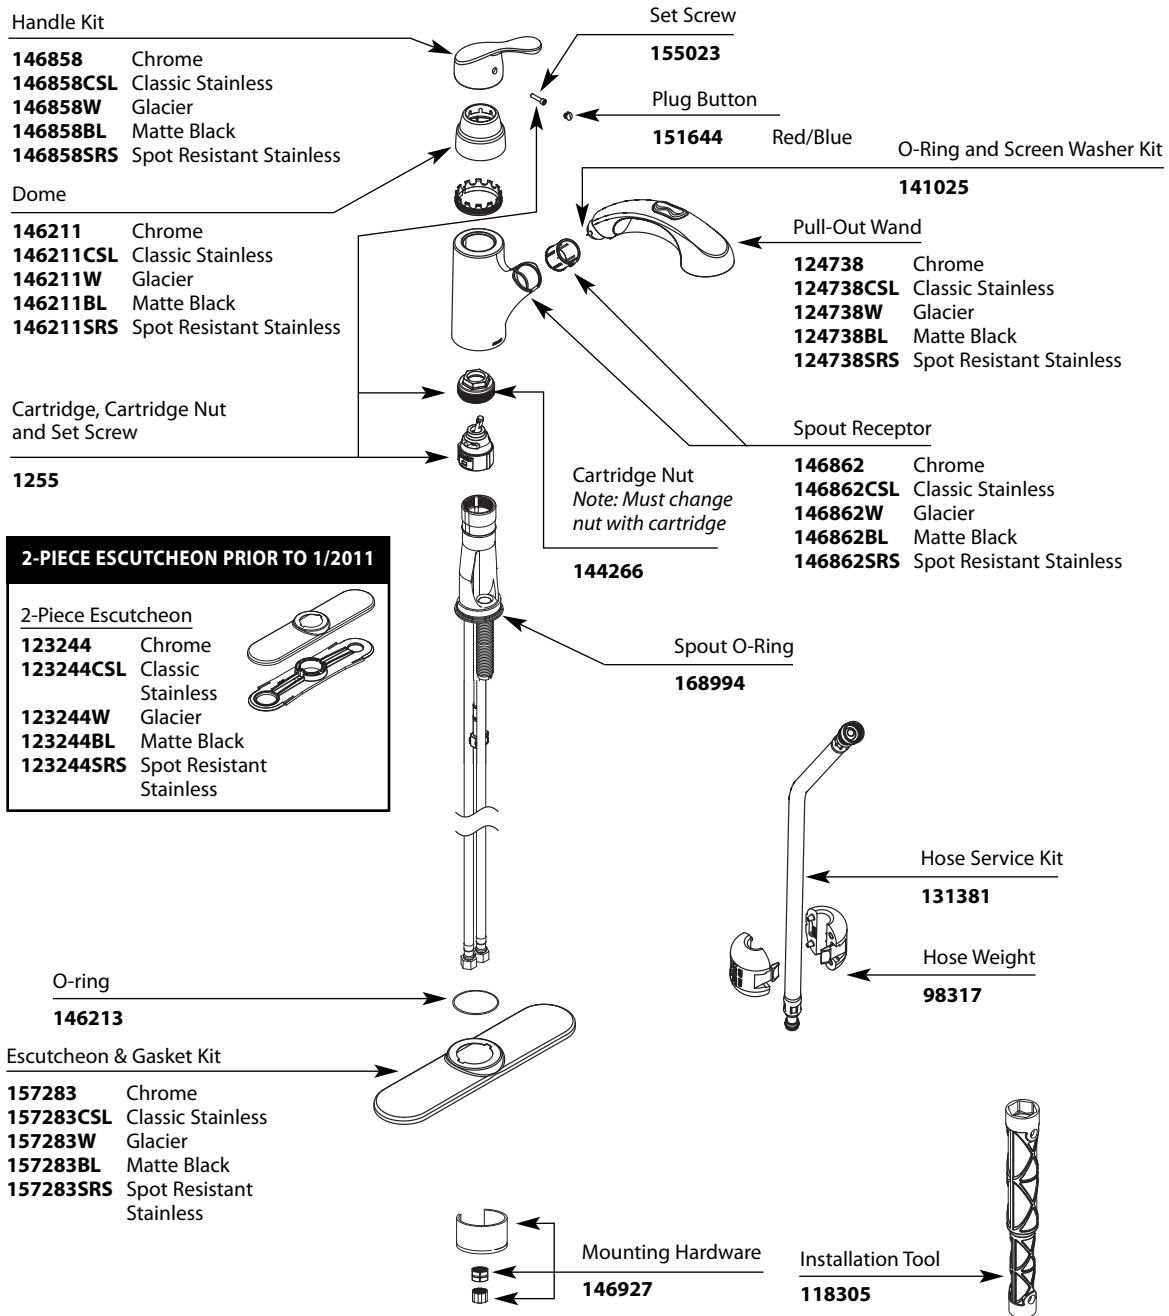 Handle Kit
146858 Chrome
146858CSL Classic Stainless
146858W Glacier
146858BL Matte Black
146858SRS Spot Resistant Stainless
Set Screw
155023
Plug Button
151644 Red/Blue
O-Ring and Screen Washer Kit
141025
Dome
146211 Chrome
146211CSL Classic Stainless
146211W Glacier
146211BL Matte Black
146211SRS Spot Resistant Stainless
Pull-Out Wand
124738 Chrome
124738CSL Classic Stainless
124738W Glacier
124738BL Matte Black
124738SRS Spot Resistant Stainless
Cartridge, Cartridge Nut
and Set Screw
1255
Cartridge Nut
Note: Must change
nut with cartridge
144266
Spout Receptor
146862 Chrome
146862CSL Classic Stainless
146862W Glacier
146862BL Matte Black
146862SRS Spot Resistant Stainless
2-PIECE ESCUTCHEON PRIOR TO 1/2011
2-Piece Escutcheon
123244 Chrome
123244CSL Classic
Stainless
123244W Glacier
123244BL Matte Black
123244SRS Spot Resistant
Stainless
Spout O-Ring
168994
Hose Service Kit
131381
Hose Weight
98317
O-ring
146213
Escutcheon & Gasket Kit
157283 Chrome
157283CSL Classic Stainless
157283W Glacier
157283BL Matte Black
157283SRS Spot Resistant
Stainless
Mounting Hardware
146927
Installation Tool
118305